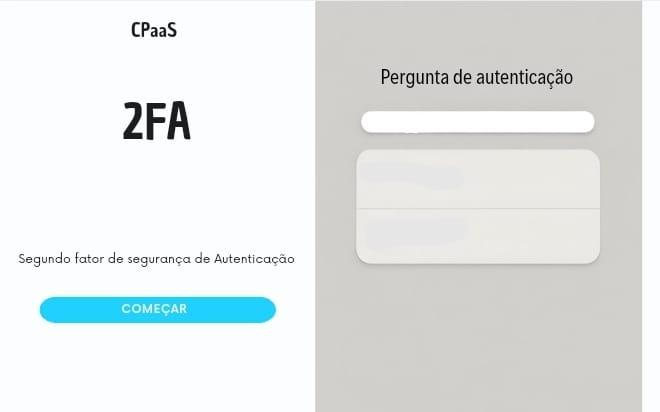 CPaaS
2FA
Segundo fator de segurança de Autenticação
COMEÇAR
Pergunta de autenticação